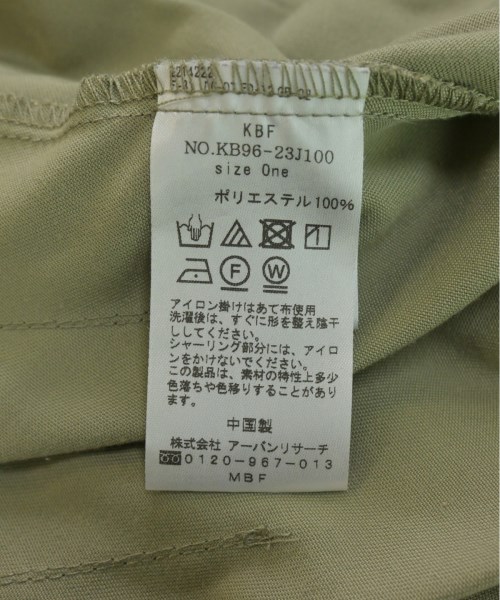 KBF
NO.KB96-23J100
size One
ポリエステル100%
F W
アイロン掛けはあて布使用
洗濯後は、すぐに形を整え陰干
ししてください。
シャーリング部分には、アイロ
ンをかけないでください。
この製品は、素材の特性上多少
色落ちや色移りすることがあり
ます。
中国製
株式会社 アーバンリサーチ
0120-967-013
MBF